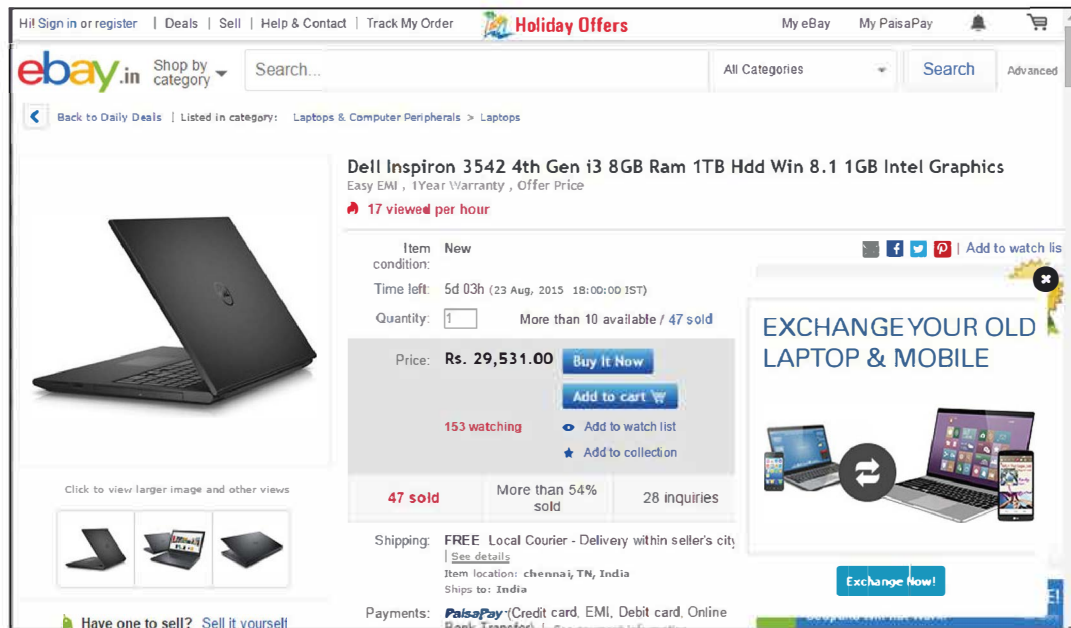 Hi! Sign in or register | Deals | Sell | Help & Contact | Track My Order Holiday Offers My eBay My PaisaPay
ebay.in Shop by category Search... All Categories Search Advanced
Back to Daily Deals | Listed in category: Laptops & Computer Peripherals > Laptops
Dell Inspiron 3542 4th Gen i3 8GB Ram 1TB Hdd Win 8.1 1GB Intel Graphics
Easy EMI , 1Year Warranty , Offer Price
17 viewed per hour
Item condition: New
Add to watch lis
Time left: 5d 03h (23 Aug, 2015 18:00:00 IST)
Quantity: 1 More than 10 available / 47 sold
Price: Rs. 29,531.00 Buy It Now
Add to cart
153 watching Add to watch list
Add to collection
47 sold More than 54% sold 28 inquiries
Shipping: FREE Local Courier - Delivery within seller's city
| See details
Item location: chennai, TN, India
Ships to: India
Payments: PaisaPay (Credit card, EMI, Debit card, Online
Click to view larger image and other views
Have one to sell? Sell it yourself
EXCHANGE YOUR OLD
LAPTOP & MOBILE
Exchange Now!